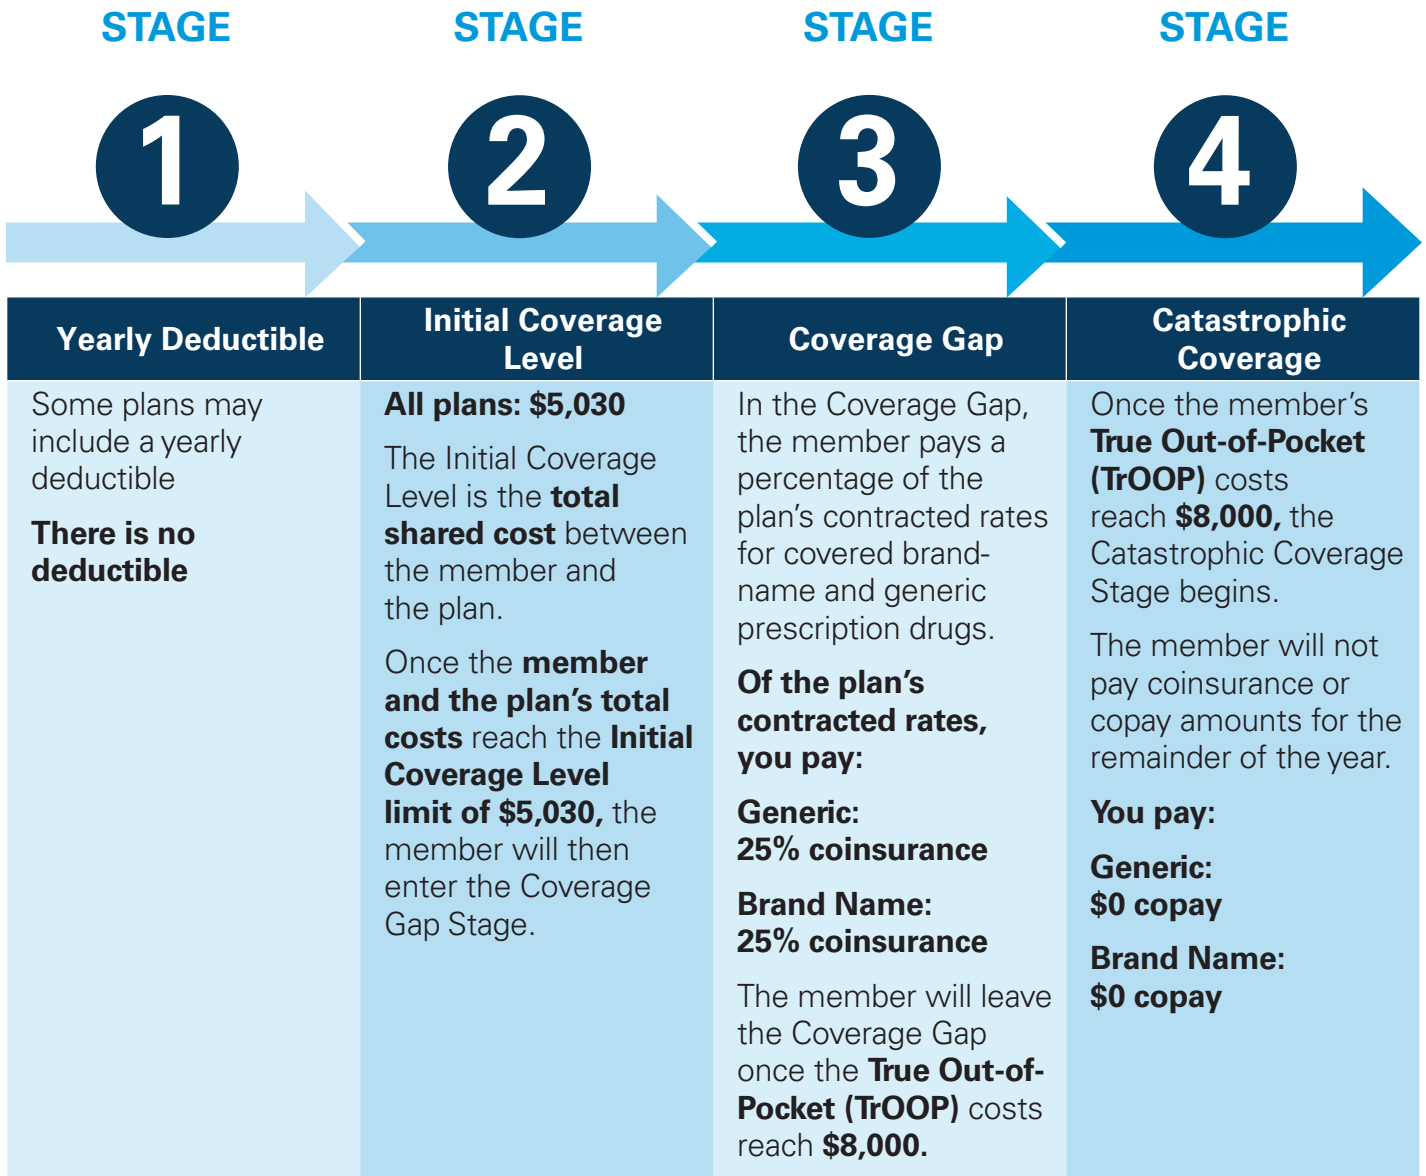 STAGE
1
Yearly Deductible
Some plans may
include a yearly
deductible
There is no
deductible
STAGE
2
Initial Coverage
Level
All plans: $5,030
The Initial Coverage
Level is the total
shared cost between
the member and
the plan.
Once the member
and the plan’s total
costs reach the Initial
Coverage Level
limit of $5,030, the
member will then
enter the Coverage
Gap Stage.
STAGE
3
Coverage Gap
In the Coverage Gap,
the member pays a
percentage of the
plan’s contracted rates
for covered brand-
name and generic
prescription drugs.
Of the plan’s
contracted rates,
you pay:
Generic:
25% coinsurance
Brand Name:
25% coinsurance
The member will leave
the Coverage Gap
once the True Out-of-
Pocket (TrOOP) costs
reach $8,000.
STAGE
4
Catastrophic
Coverage
Once the member’s
True Out-of-Pocket
(TrOOP) costs
reach $8,000, the
Catastrophic Coverage
Stage begins.
The member will not
pay coinsurance or
copay amounts for the
remainder of the year.
You pay:
Generic:
$0 copay
Brand Name:
$0 copay